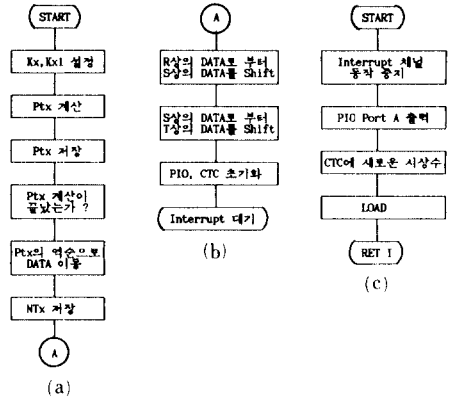 START
Kx,Kx1 설정
Ptx 계산
Ptx 저장
Ptx 계산이
끝났는가 ?
Ptx의 역순으로
DATA 이용
NTx 저장
A
(a)
A
R상의 DATA로 부터
S상의 DATA를 Shift
S상의 DATA로 부터
T상의 DATA를 Shift
PIO, CTC 초기화
Interrupt 대기
(b)
START
Interrupt 채널
동작 중지
PIO Port A 출력
CTC에 새로운 시상수
LOAD
RET I
(c)